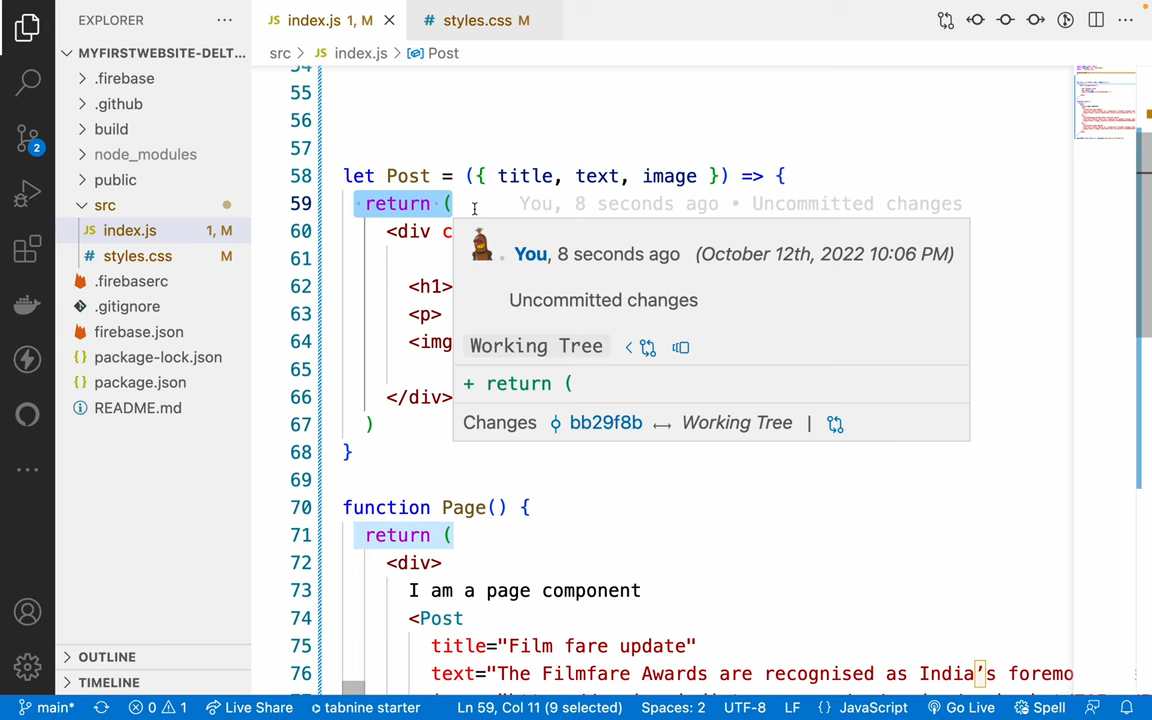 EXPLORER
MYFIRSTWEBSITE-DELT...
.firebase
.github
build
node_modules
public
src
JS index.js 1, M
# styles.css M
.firebaserc
.gitignore
firebase.json
{} package-lock.json
{} package.json
README.md
OUTLINE
TIMELINE
2
JS index.js 1, M
# styles.css M
src > JS index.js > Post
55
56
57
58 let Post = ({ title, text, image }) => {
59 return ( You, 8 seconds ago • Uncommitted changes
60 <div c
61
62 <h1>
63 <p>
64 <img
65
66 </div>
67 )
68 }
69
70 function Page() {
71 return (
72 <div>
73 I am a page component
74 <Post
75 title="Film fare update"
76 text="The Filmfare Awards are recognised as India’s foremo
You, 8 seconds ago (October 12th, 2022 10:06 PM)
Uncommitted changes
Working Tree
+ return (
Changes bb29f8b ↔ Working Tree |
main* 0 1 Live Share tabnine starter Ln 59, Col 11 (9 selected) Spaces: 2 UTF-8 LF {} JavaScript Go Live Spell